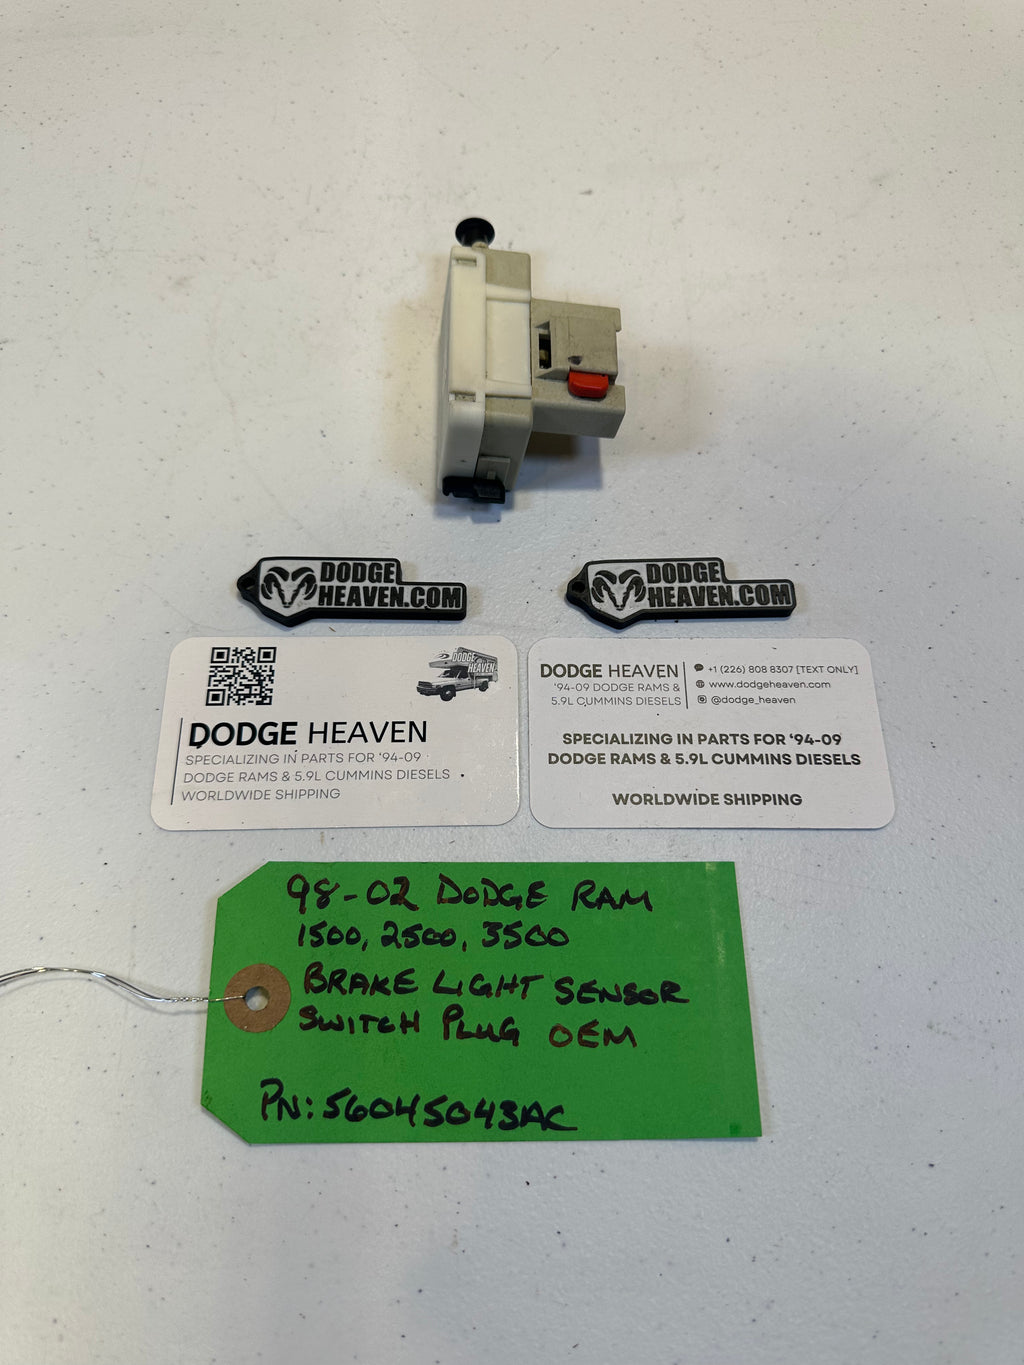 DODGE
HEAVEN.COM
DODGE
HEAVEN.COM
DODGE
HEAVEN
DODGE HEAVEN
SPECIALIZING IN PARTS FOR '94-09
DODGE RAMS & 5.9L CUMMINS DIESELS
WORLDWIDE SHIPPING
DODGE HEAVEN
'94-09 DODGE RAMS &
5.9L CUMMINS DIESELS
+1 (226) 808 8307 [TEXT ONLY]
www.dodgeheaven.com
@dodge_heaven
SPECIALIZING IN PARTS FOR '94-09
DODGE RAMS & 5.9L CUMMINS DIESELS
WORLDWIDE SHIPPING
98-02 DODGE RAM
1500, 2500, 3500
BRAKE LIGHT SENSOR
SWITCH PLUG OEM
PN: 56045043AC